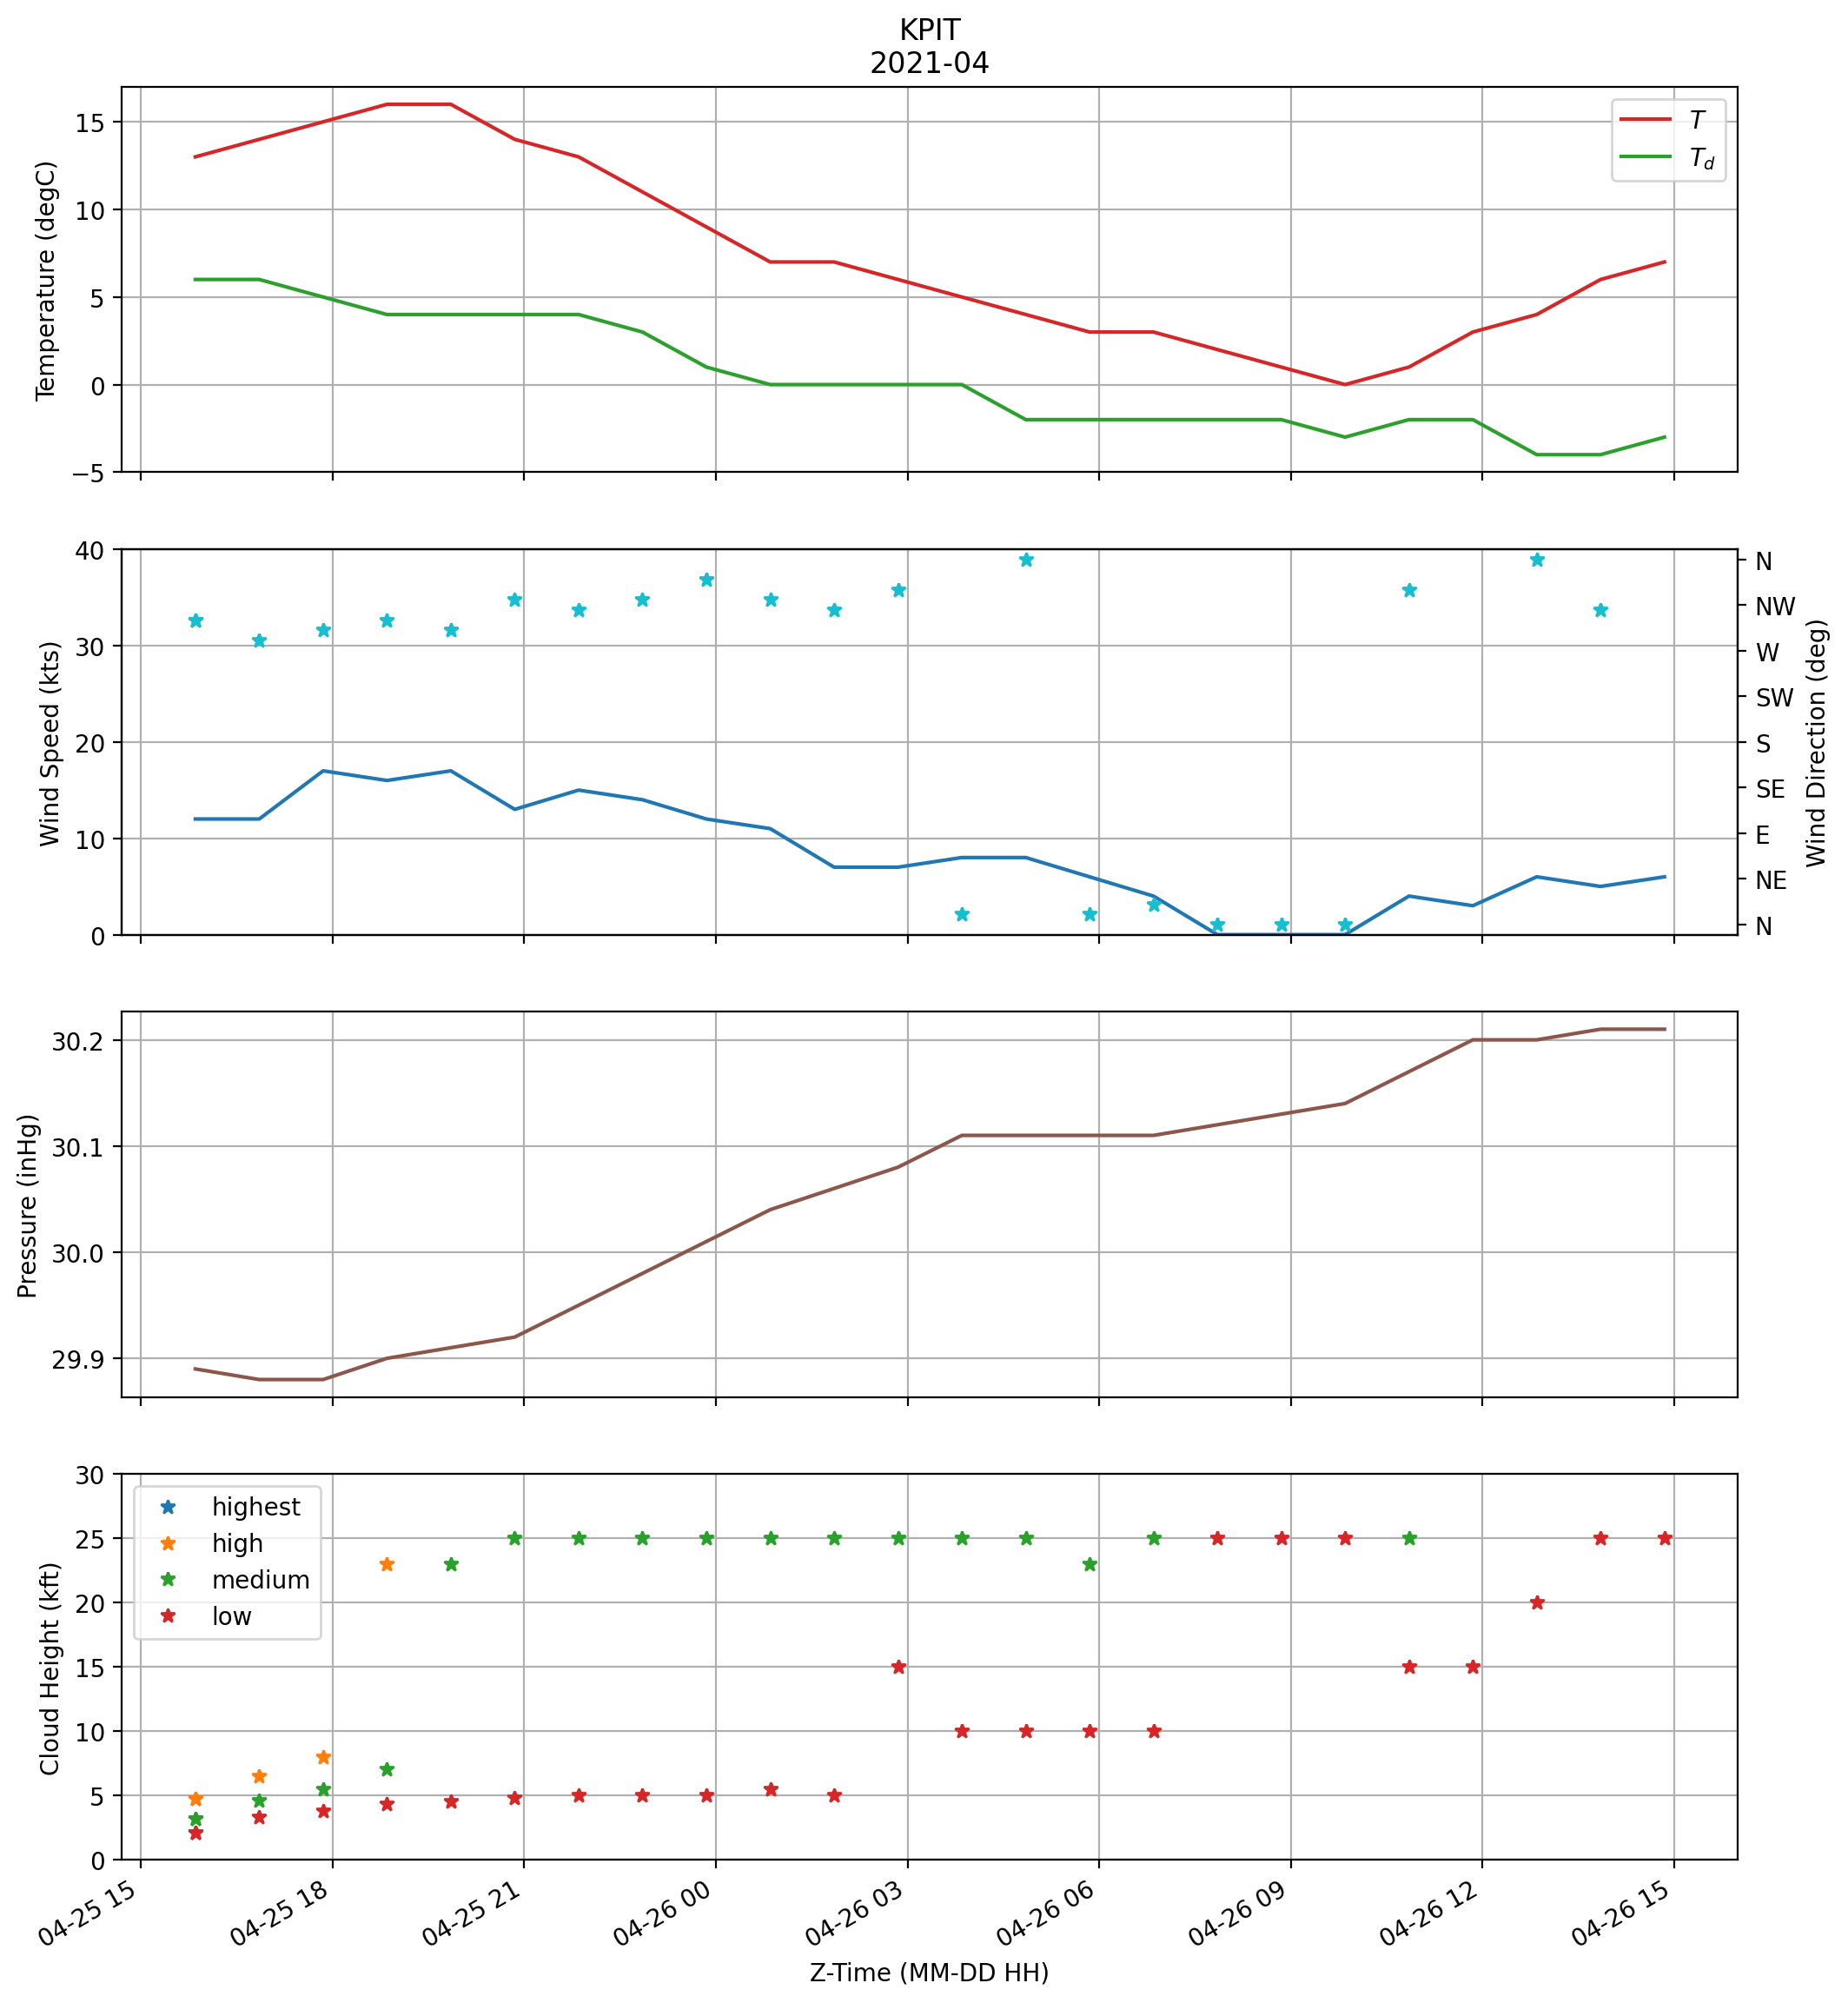 KPIT
2021-04
Temperature (degC)
15
10
5
0
−5
T
T_d
Wind Speed (kts)
40
30
20
10
0
N
NW
W
SW
S
SE
E
NE
N
Wind Direction (deg)
Pressure (inHg)
30.2
30.1
30.0
29.9
Cloud Height (kft)
30
25
20
15
10
5
0
highest
high
medium
low
04-25 15
04-25 18
04-25 21
04-26 00
04-26 03
04-26 06
04-26 09
04-26 12
04-26 15
Z-Time (MM-DD HH)